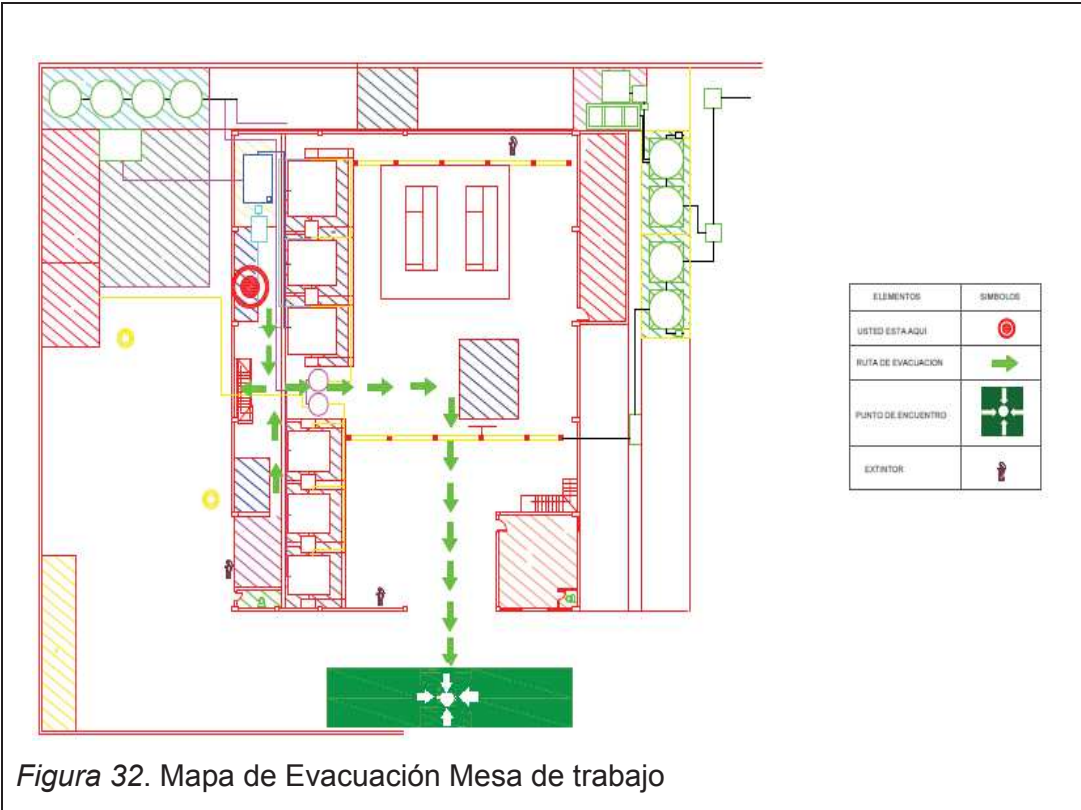 ELEMENTOS SIMBOLOS
USTED ESTA AQUI
RUTA DE EVACUACION
PUNTO DE ENCUENTRO
EXTINTOR
Figura 32. Mapa de Evacuación Mesa de trabajo